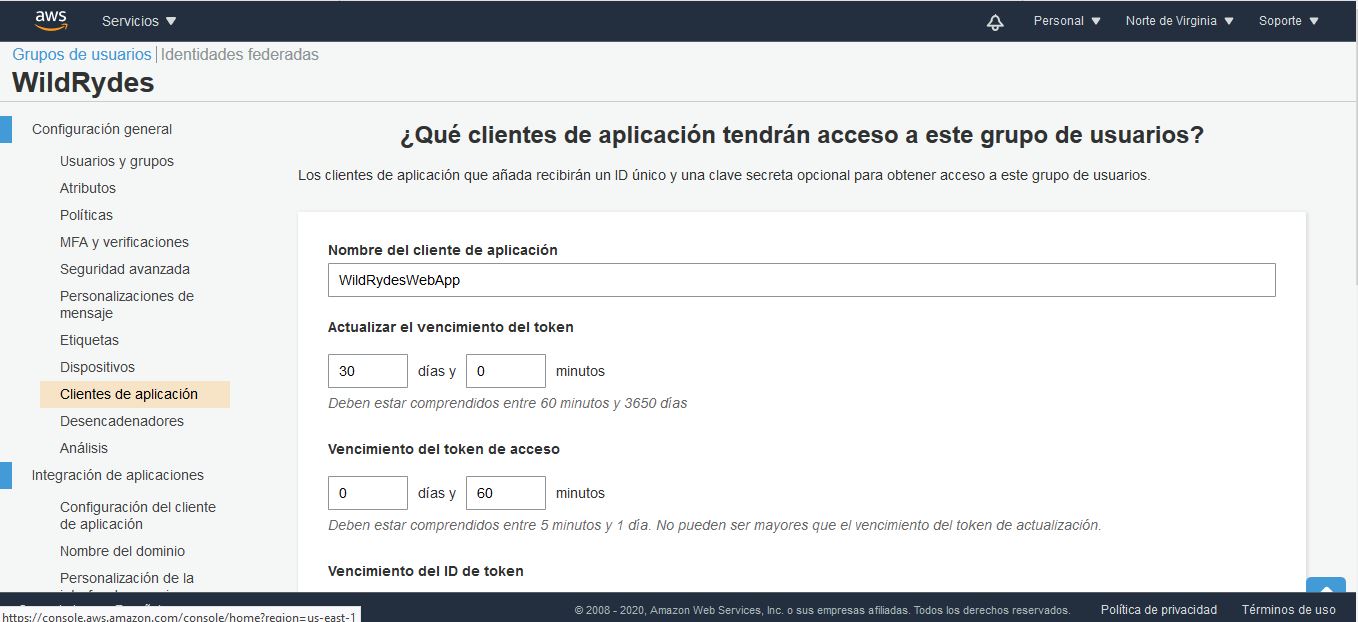 aws
Servicios
Personal
Norte de Virginia
Soporte
Grupos de usuarios | Identidades federadas
WildRydes
Configuración general
Usuarios y grupos
Atributos
Políticas
MFA y verificaciones
Seguridad avanzada
Personalizaciones de
mensaje
Etiquetas
Dispositivos
Clientes de aplicación
Desencadenadores
Análisis
Integración de aplicaciones
Configuración del cliente
de aplicación
Nombre del dominio
Personalización de la
¿Qué clientes de aplicación tendrán acceso a este grupo de usuarios?
Los clientes de aplicación que añada recibirán un ID único y una clave secreta opcional para obtener acceso a este grupo de usuarios.
Nombre del cliente de aplicación
WildRydesWebApp
Actualizar el vencimiento del token
30 días y 0 minutos
Deben estar comprendidos entre 60 minutos y 3650 días
Vencimiento del token de acceso
0 días y 60 minutos
Deben estar comprendidos entre 5 minutos y 1 día. No pueden ser mayores que el vencimiento del token de actualización.
Vencimiento del ID de token
https://console.aws.amazon.com/console/home?region=us-east-1
© 2008 - 2020, Amazon Web Services, Inc. o sus empresas afiliadas. Todos los derechos reservados.
Política de privacidad
Términos de uso